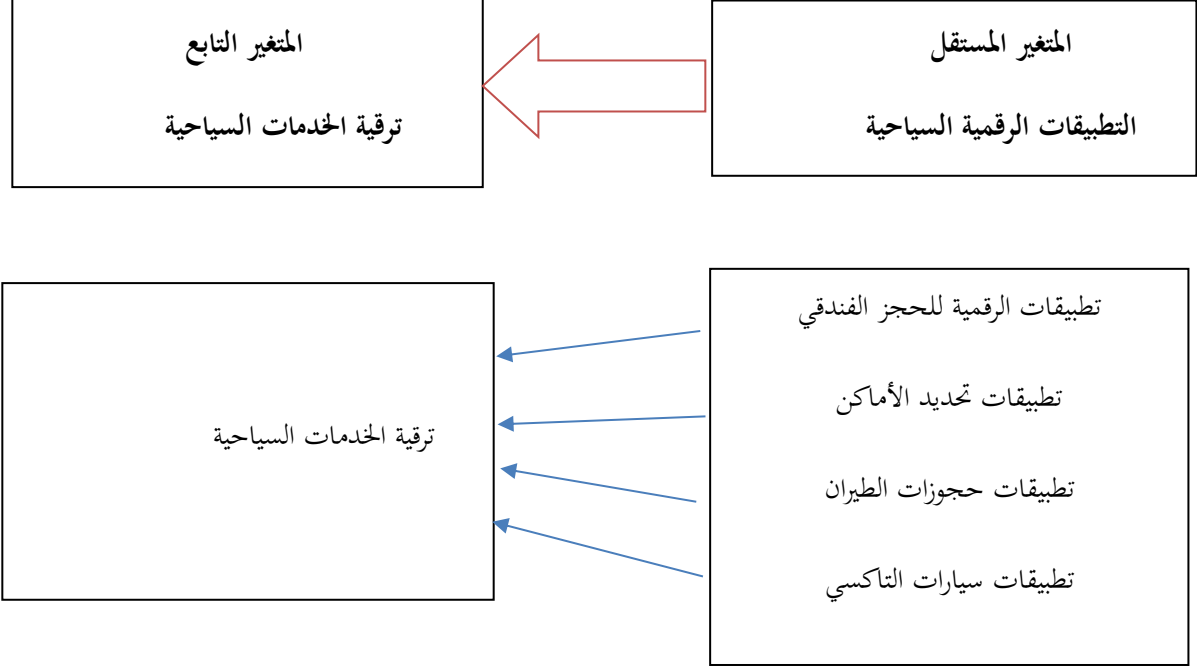 المتغير المستقل
التطبيقات الرقمية السياحية
المتغير التابع
ترقية الخدمات السياحية
تطبيقات الرقمية للحجز الفندقي
تطبيقات تحديد الأماكن
تطبيقات حجوزات الطيران
تطبيقات سيارات التاكسي
ترقية الخدمات السياحية